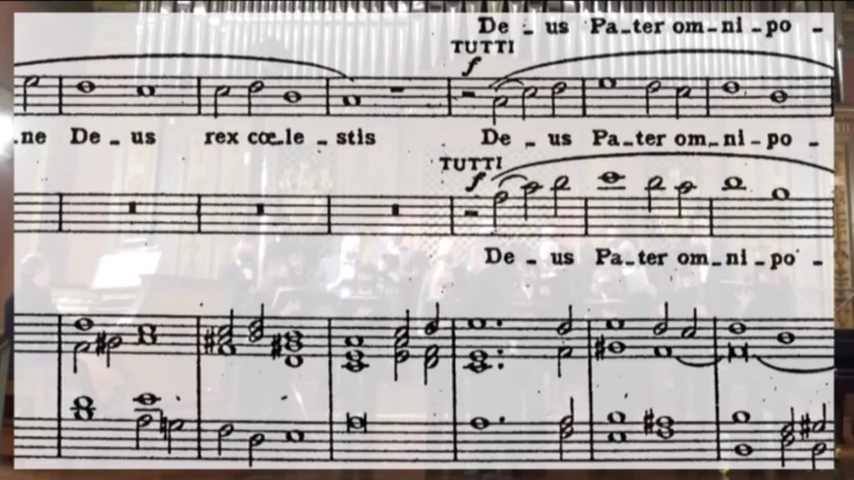 De - us Pa-ter om-ni-po -
TUTTI
f
.ne De - us rex cœ-le - stis De - us Pa-ter om-ni-po -
TUTTI
f
De - us Pa-ter om-ni-po -